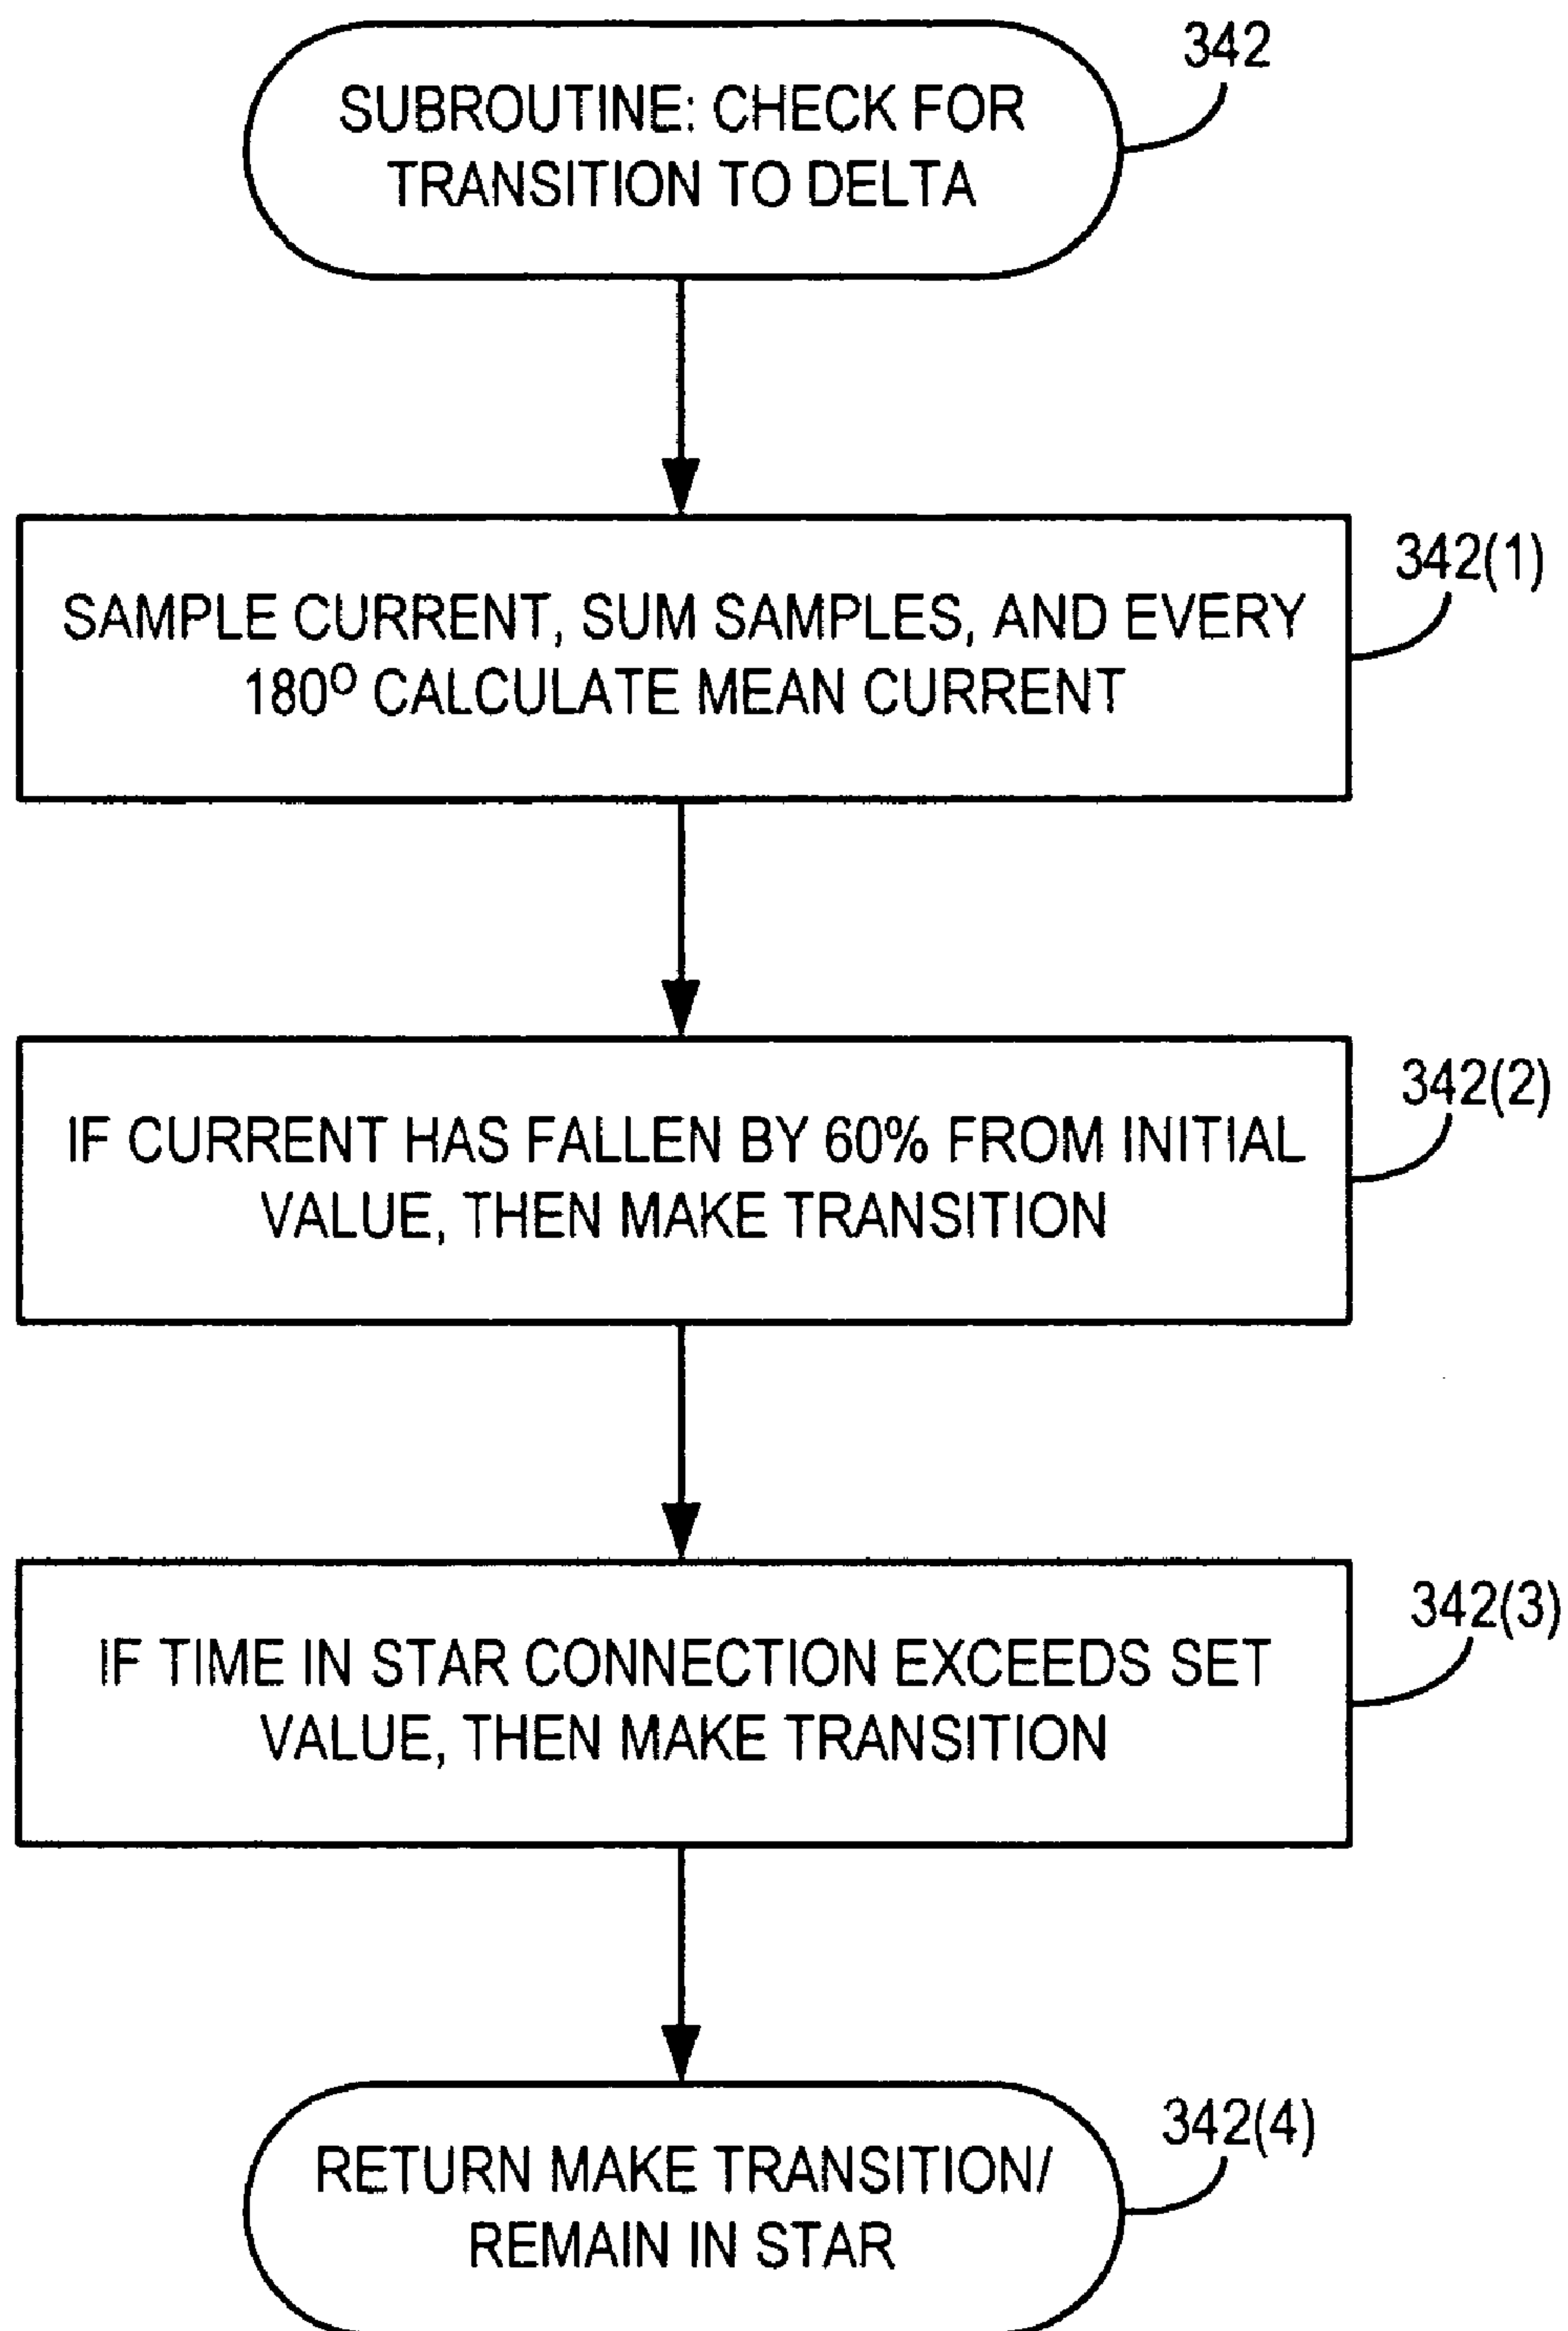 342
SUBROUTINE: CHECK FOR
TRANSITION TO DELTA
342(1)
SAMPLE CURRENT, SUM SAMPLES, AND EVERY
180º CALCULATE MEAN CURRENT
342(2)
IF CURRENT HAS FALLEN BY 60% FROM INITIAL
VALUE, THEN MAKE TRANSITION
342(3)
IF TIME IN STAR CONNECTION EXCEEDS SET
VALUE, THEN MAKE TRANSITION
342(4)
RETURN MAKE TRANSITION/
REMAIN IN STAR